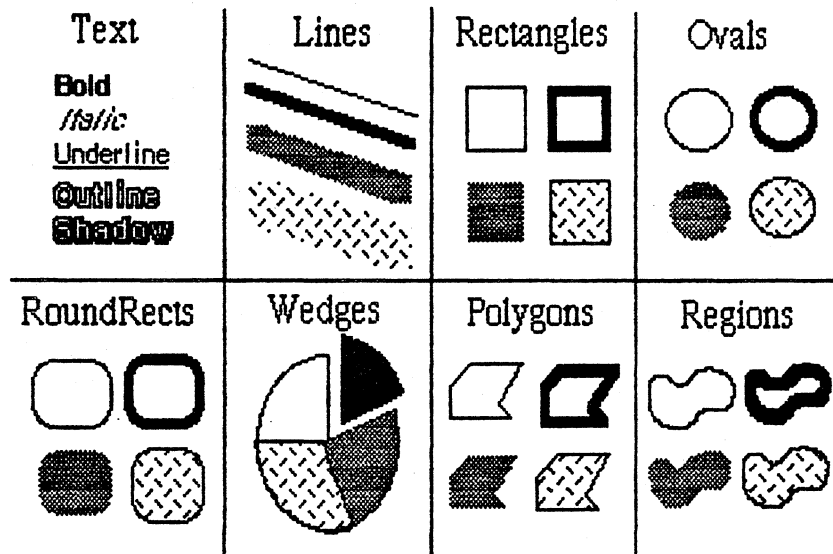 Text
Bold
Italic
Underline
Outline
Shadow
Lines
Rectangles
Ovals
RoundRects
Wedges
Polygons
Regions